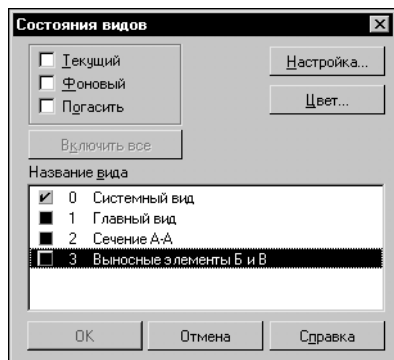 Состояния видов
Текущий
Фоновый
Погасить
Настройка...
Цвет...
Включить все
Название вида
0 Системный вид
1 Главный вид
2 Сечение А-А
3 Выносные элементы Б и В
OK Отмена Справка